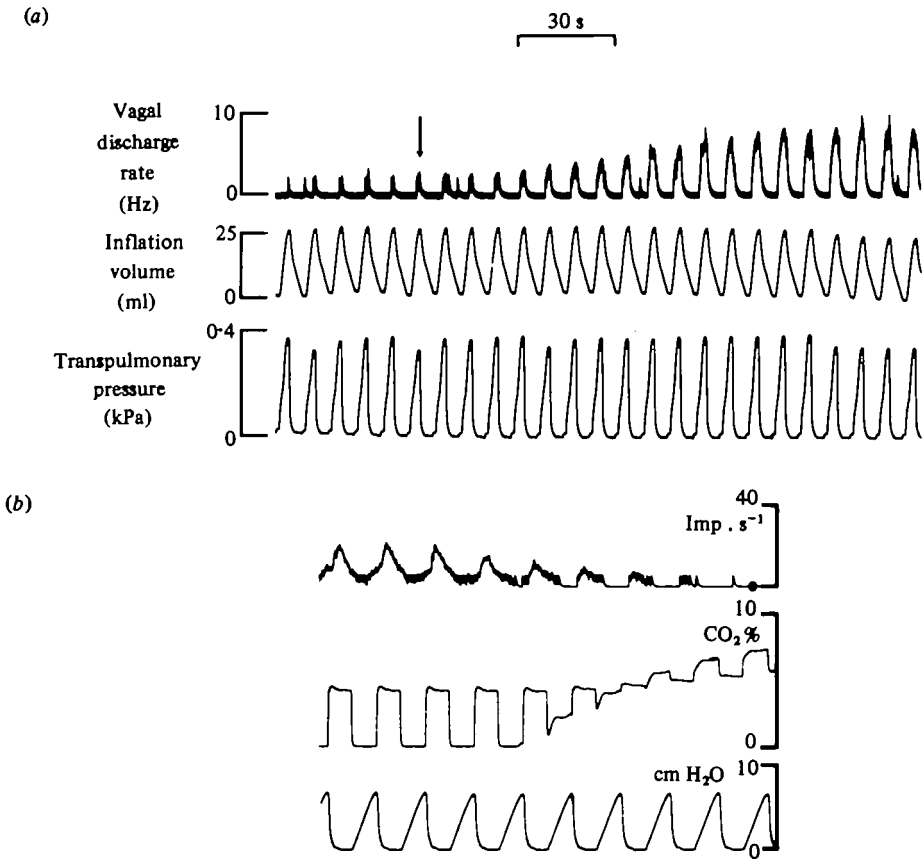 (a)
30 s
Vagal
discharge
rate
(Hz)
10
0
Inflation
volume
(ml)
25
0
Transpulmonary
pressure
(kPa)
0·4
0
(b)
40
Imp . s⁻¹
10
CO₂ %
0
10
cm H₂O
0